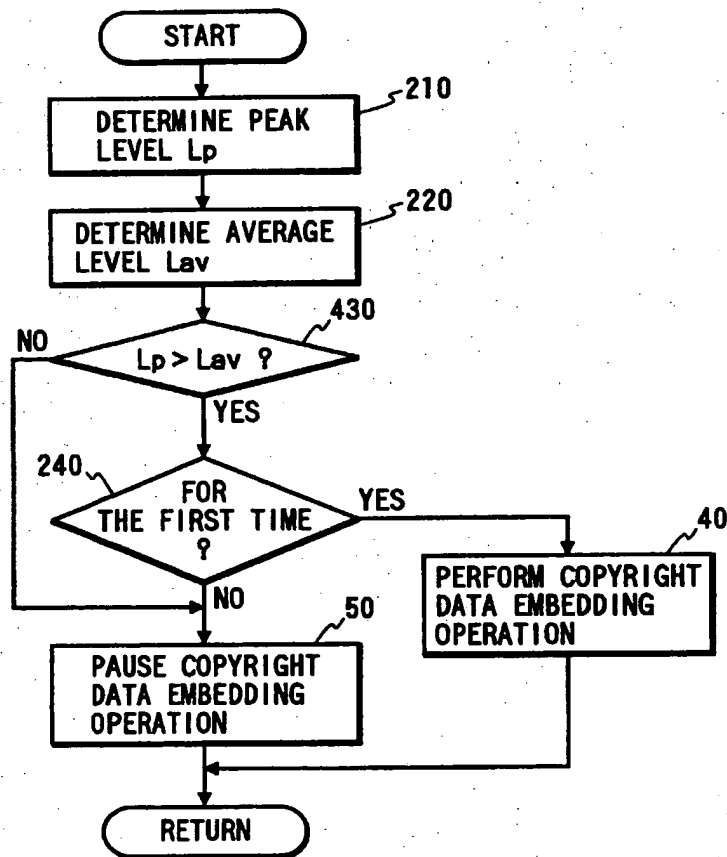 START
210
DETERMINE PEAK
LEVEL Lp
220
DETERMINE AVERAGE
LEVEL Lav
430
NO
Lp > Lav ?
YES
240
FOR
THE FIRST TIME
?
YES
40
NO
PERFORM COPYRIGHT
DATA EMBEDDING
OPERATION
50
PAUSE COPYRIGHT
DATA EMBEDDING
OPERATION
RETURN